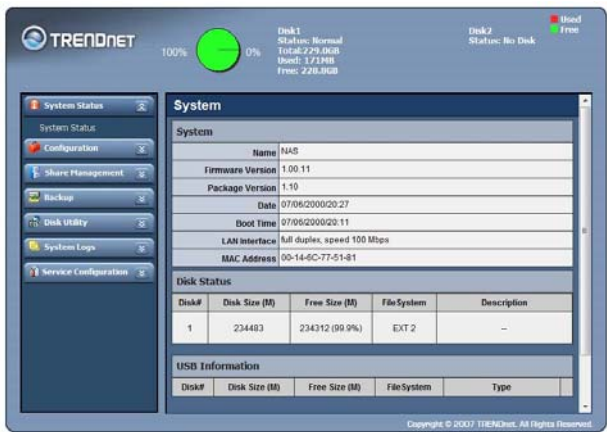 TRENDNET
100%
0%
Disk1
Status: Normal
Total:229.0GB
Used: 171MB
Free: 228.8GB
Disk2
Status: No Disk
Used
Free
System Status
System Status
Configuration
Share Management
Backup
Disk Utility
System Logs
Service Configuration
System
System
Name NAS
Firmware Version 1.00.11
Package Version 1.10
Date 07/06/2000/20:27
Boot Time 07/06/2000/20:11
LAN Interface full duplex, speed 100 Mbps
MAC Address 00-14-6C-77-51-81
Disk Status
Disk# Disk Size (M) Free Size (M) FileSystem Description
1 234483 234312 (99.9%) EXT 2 --
USB Information
Disk# Disk Size (M) Free Size (M) FileSystem Type
Copyright © 2007 TRENDnet. All Rights Reserved.